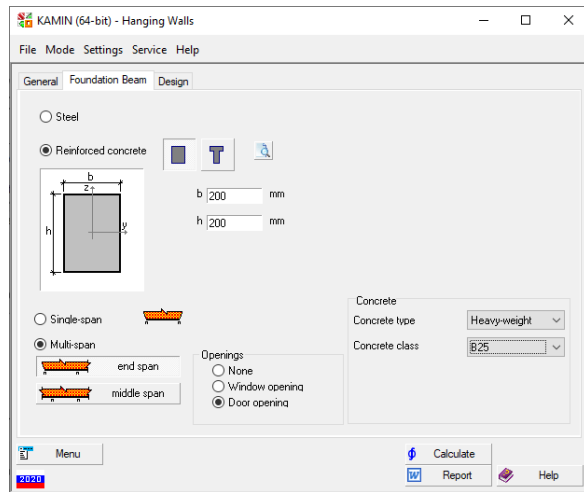 KAMIN (64-bit) - Hanging Walls
File Mode Settings Service Help
General Foundation Beam Design
Steel
Reinforced concrete
b
z
y
h
b 200 mm
h 200 mm
Single-span
Multi-span
end span
middle span
Openings
None
Window opening
Door opening
Concrete
Concrete type Heavy-weight
Concrete class B25
Menu
Calculate
2020
Report
Help